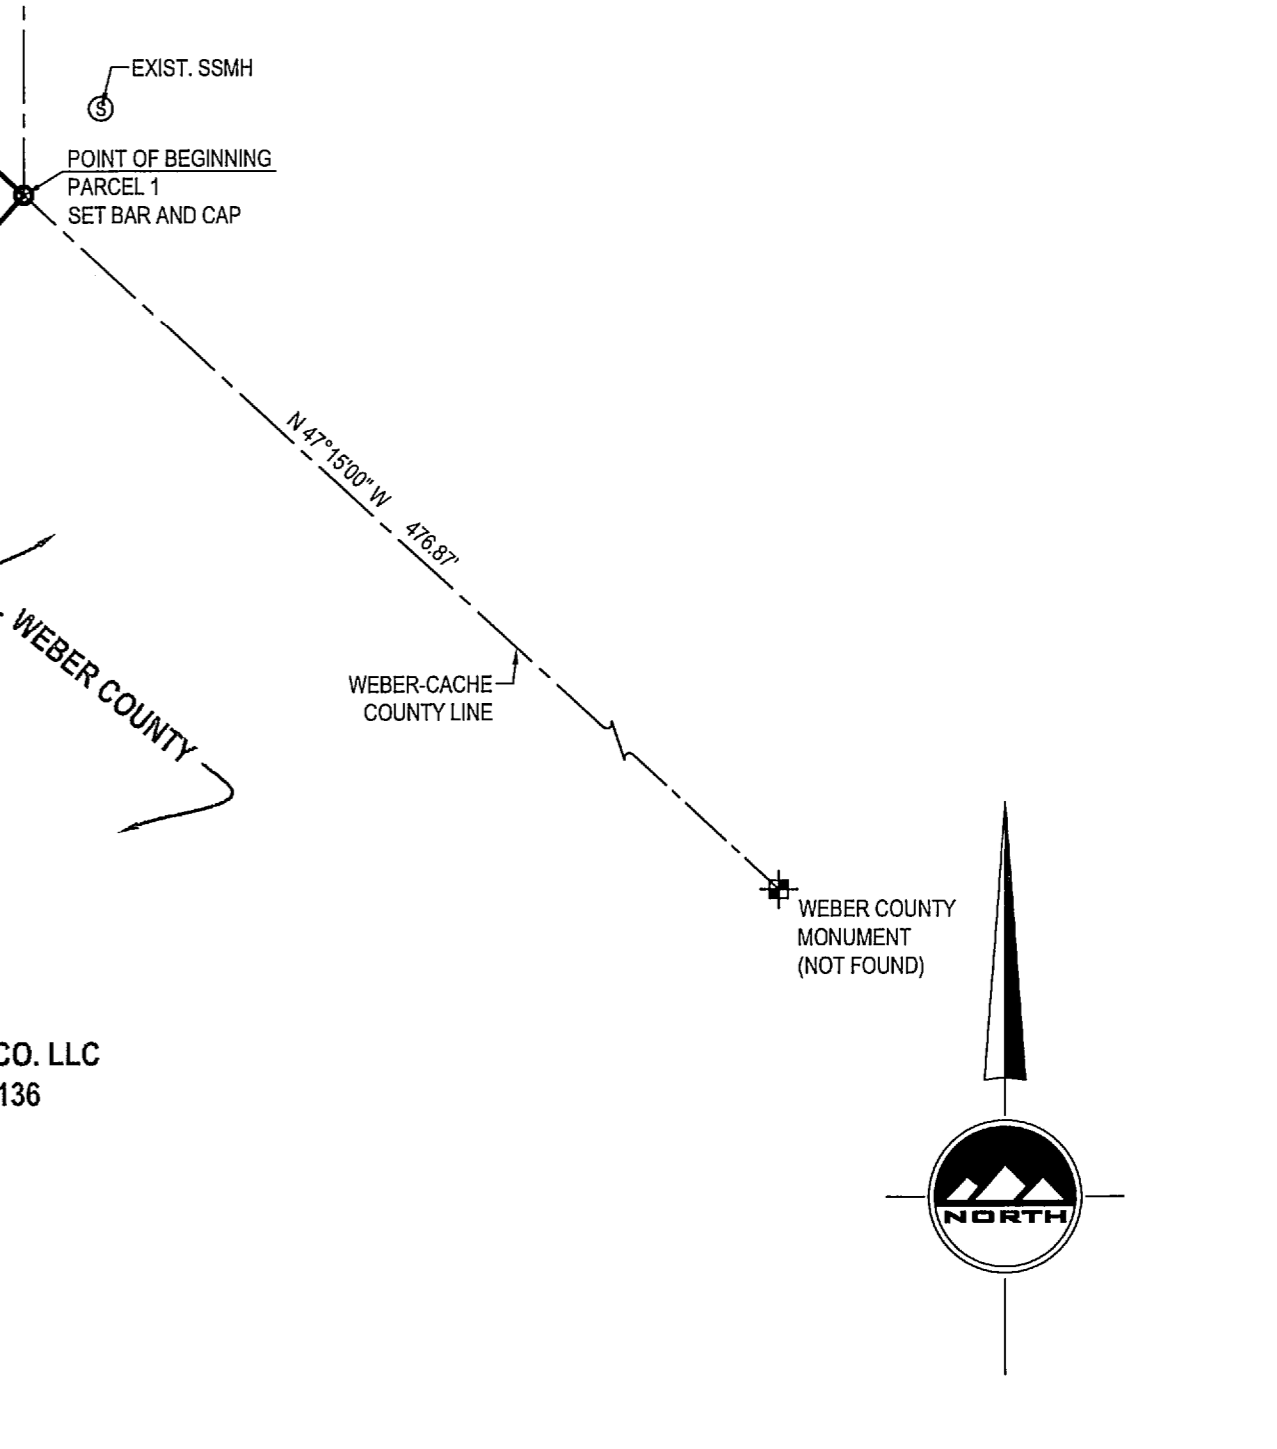 EXIST. SSMH
S
POINT OF BEGINNING
PARCEL 1
SET BAR AND CAP
N 47°15'00" W 476.87'
WEBER COUNTY
WEBER-CACHE
COUNTY LINE
WEBER COUNTY
MONUMENT
(NOT FOUND)
CO. LLC
136
NORTH